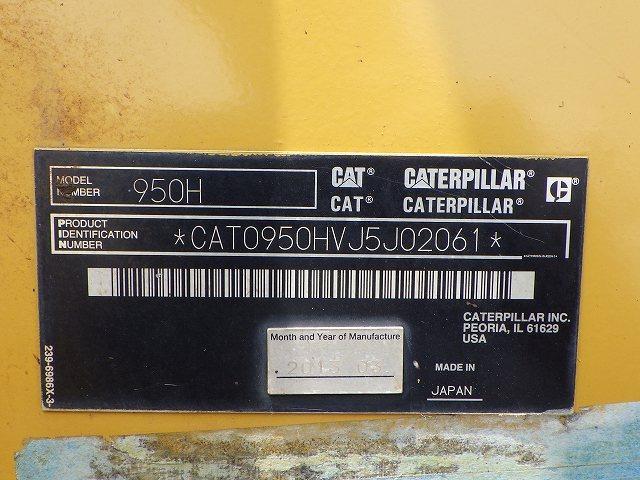 MODEL NUMBER 950H
CAT® CATERPILLAR®
CAT® CATERPILLAR®
PRODUCT IDENTIFICATION NUMBER *CAT0950HVJ5J02061*
CATERPILLAR INC.
PEORIA, IL 61629
USA
Month and Year of Manufacture
MADE IN
JAPAN
239-6986X-3